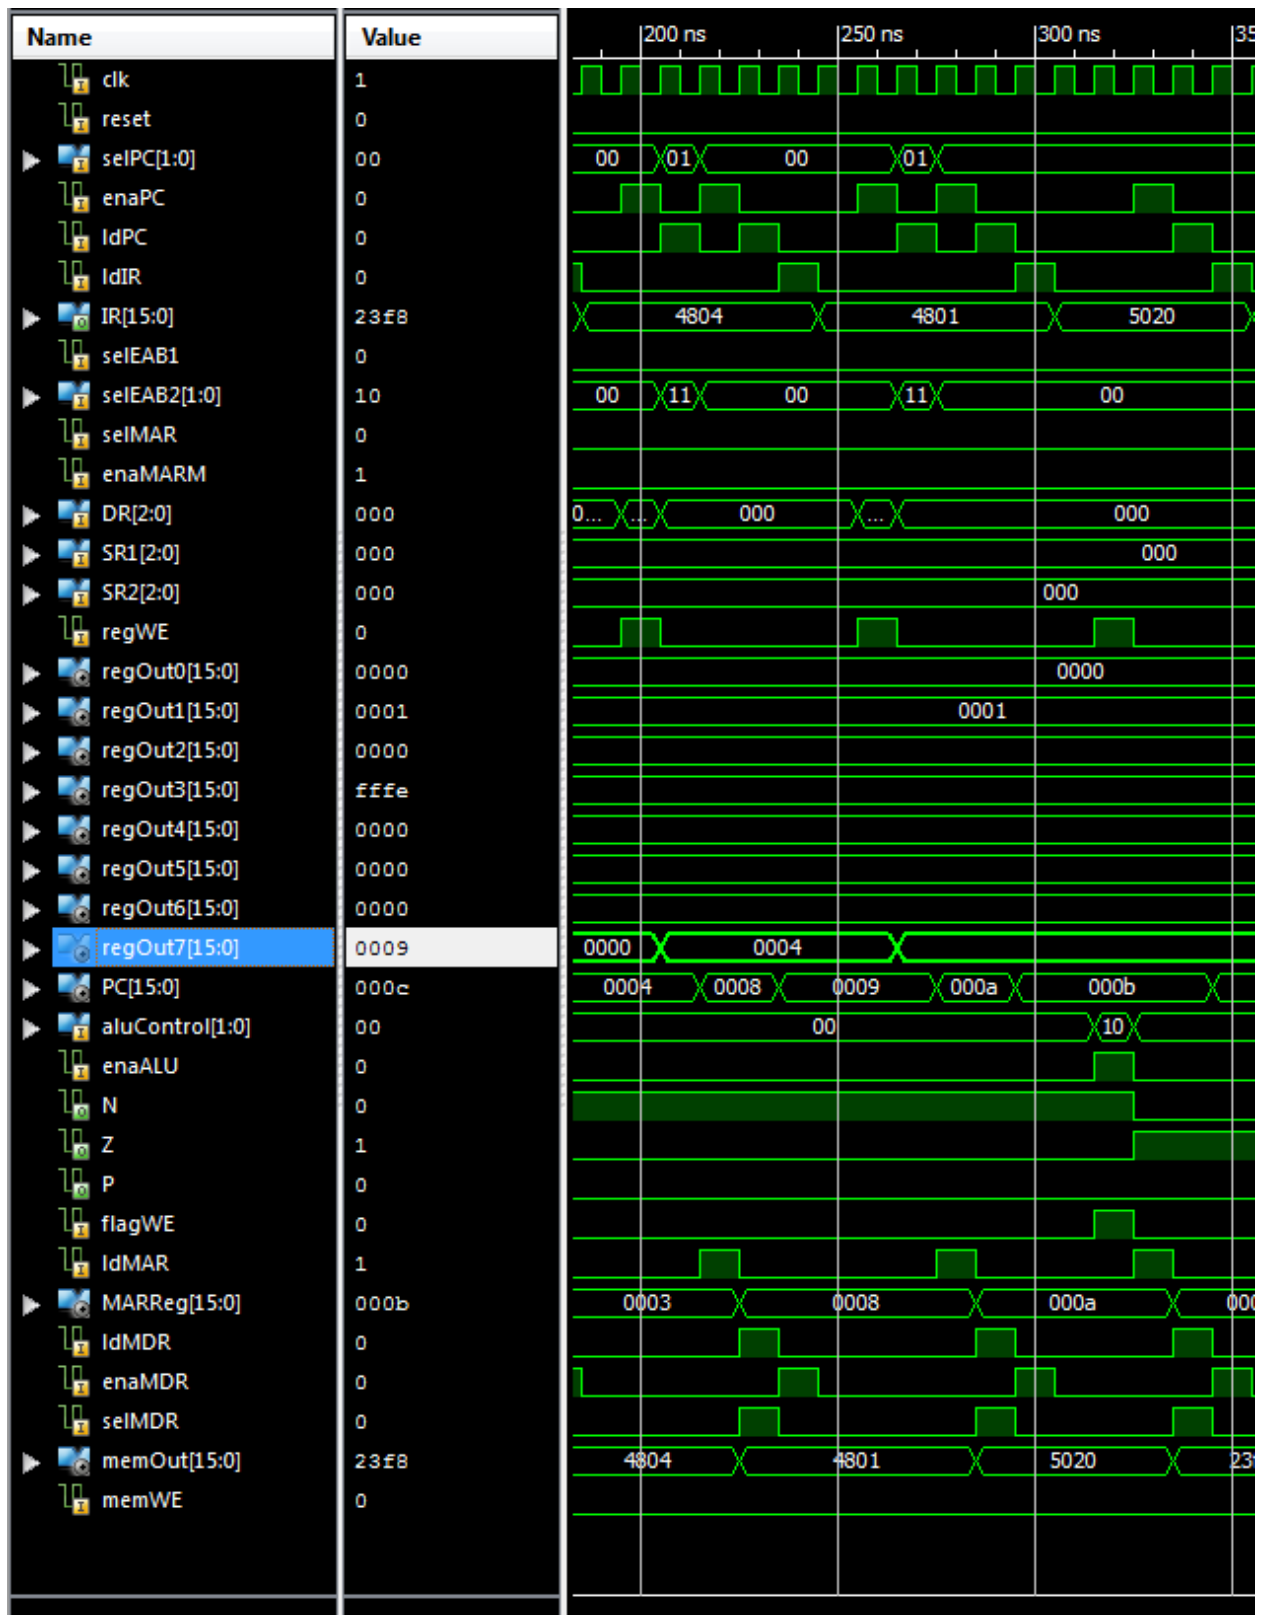 Name Value 200 ns 250 ns 300 ns 35
clk 1
reset 0
selPC[1:0] 00 00 01 00 01
enaPC 0
ldPC 0
ldIR 0
IR[15:0] 23f8 4804 4801 5020
selEAB1 0
selEAB2[1:0] 10 00 11 00 11 00
selMAR 0
enaMARM 1
DR[2:0] 000 0... ... 000 ... 000
SR1[2:0] 000 000
SR2[2:0] 000 000
regWE 0
regOut0[15:0] 0000 0000
regOut1[15:0] 0001 0001
regOut2[15:0] 0000
regOut3[15:0] fffe
regOut4[15:0] 0000
regOut5[15:0] 0000
regOut6[15:0] 0000
regOut7[15:0] 0009 0000 0004
PC[15:0] 000c 0004 0008 0009 000a 000b
aluControl[1:0] 00 00 10
enaALU 0
N 0
Z 1
P 0
flagWE 0
ldMAR 1
MARReg[15:0] 000b 0003 0008 000a 000
ldMDR 0
enaMDR 0
selMDR 0
memOut[15:0] 23f8 4804 4801 5020 23
memWE 0